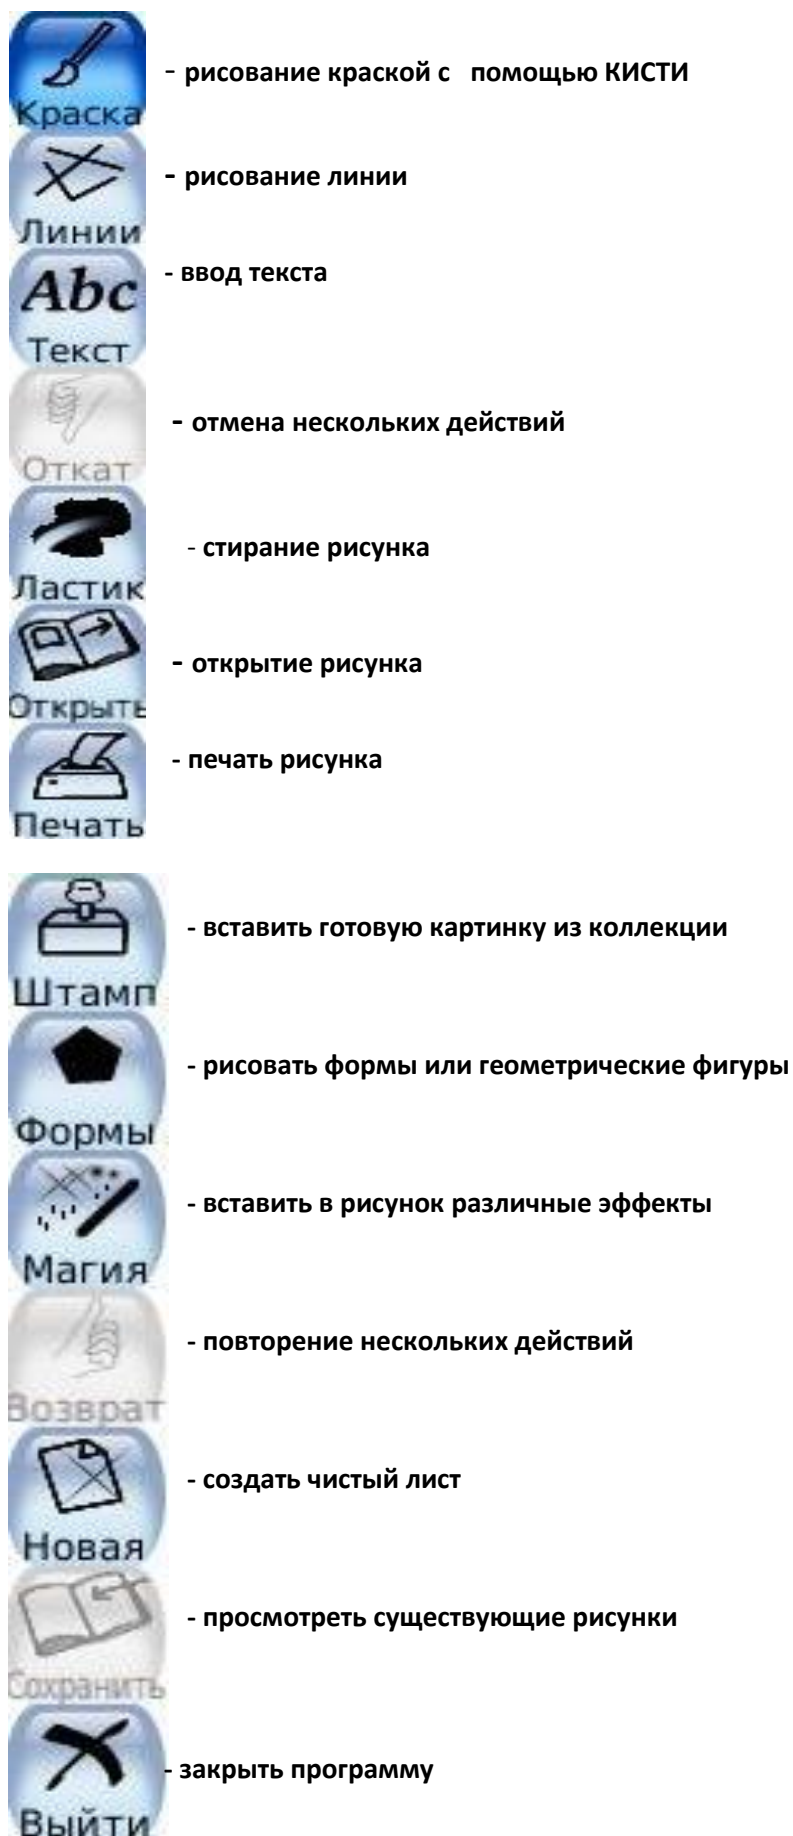 - рисование краской с помощью КИСТИ
Краска
- рисование линии
Линии
- ввод текста
Abc
Текст
- отмена нескольких действий
Откат
- стирание рисунка
Ластик
- открытие рисунка
Открыть
- печать рисунка
Печать
- вставить готовую картинку из коллекции
Штамп
- рисовать формы или геометрические фигуры
Формы
- вставить в рисунок различные эффекты
Магия
- повторение нескольких действий
Возврат
- создать чистый лист
Новая
- просмотреть существующие рисунки
Сохранить
- закрыть программу
Выйти